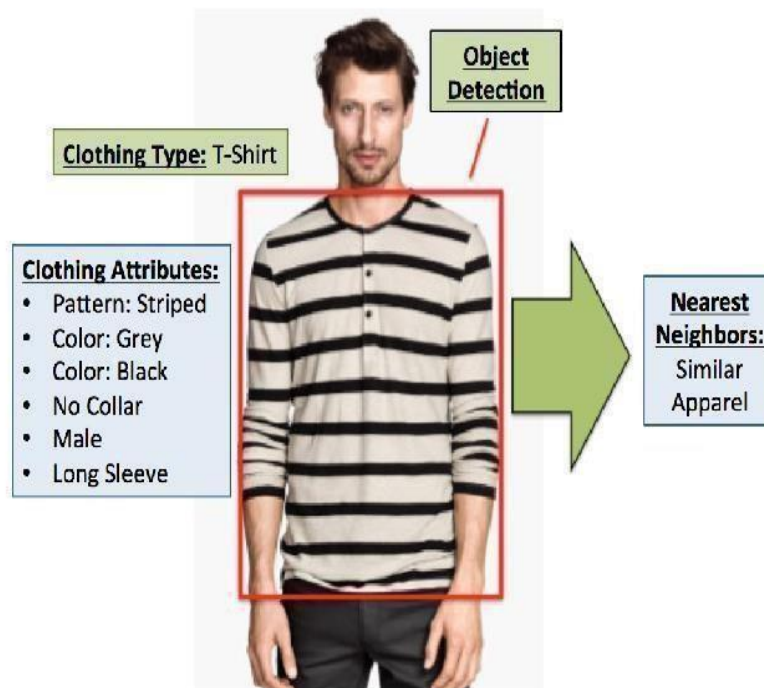 Object
Detection
Clothing Type: T-Shirt
Clothing Attributes:
• Pattern: Striped
• Color: Grey
• Color: Black
• No Collar
• Male
• Long Sleeve
Nearest
Neighbors:
Similar
Apparel